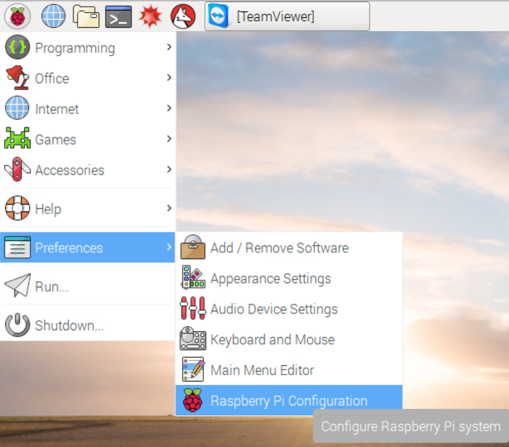 [TeamViewer]
Programming
Office
Internet
Games
Accessories
Help
Preferences
Run...
Shutdown...
Add / Remove Software
Appearance Settings
Audio Device Settings
Keyboard and Mouse
Main Menu Editor
Raspberry Pi Configuration
Configure Raspberry Pi system